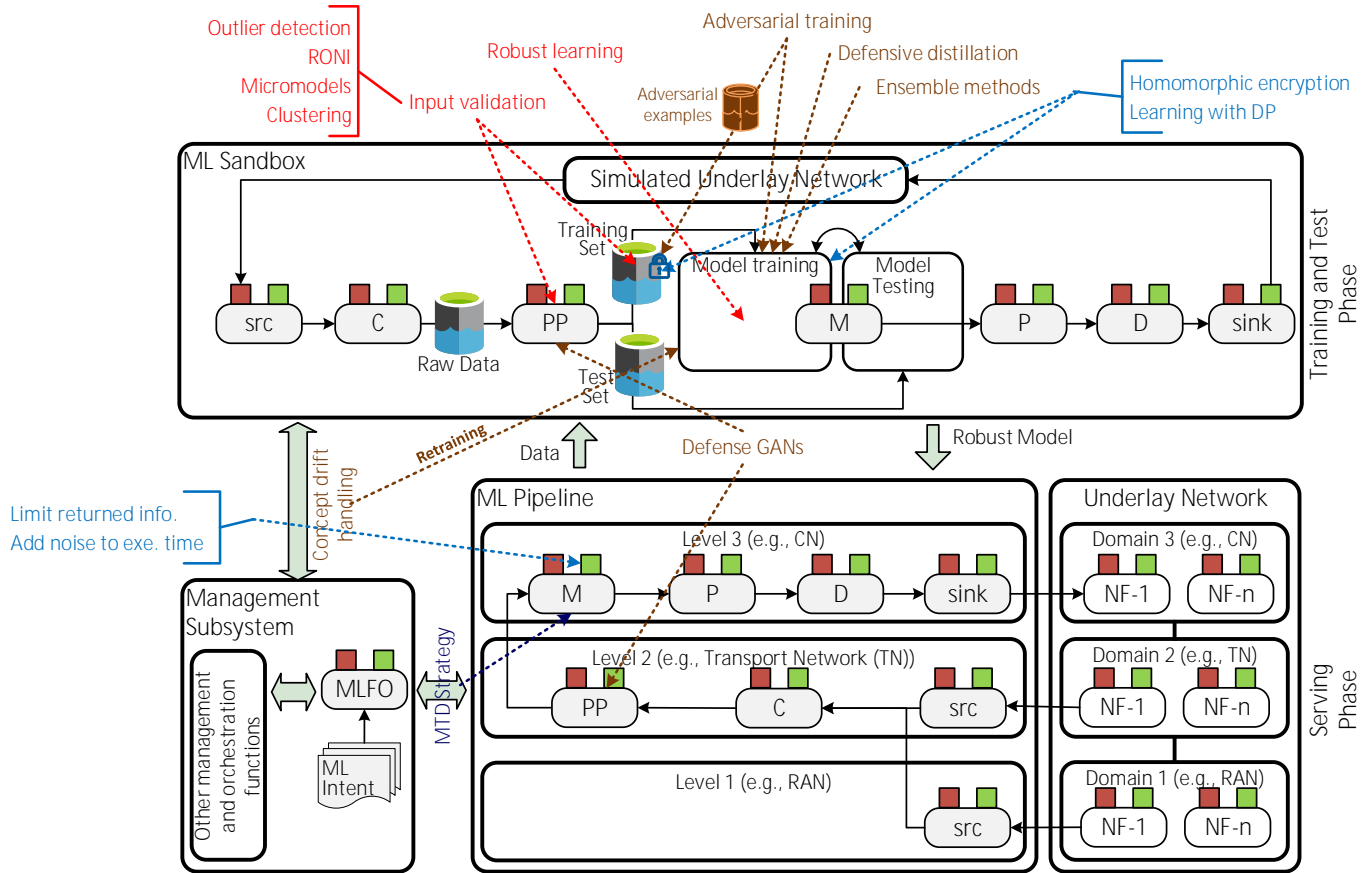 Outlier detection
RONI
Micromodels
Clustering
Input validation
Robust learning
Adversarial training
Defensive distillation
Ensemble methods
Adversarial
examples
Homomorphic encryption
Learning with DP
ML Sandbox
Simulated Underlay Network
Training
Set
Model training
Model
Testing
src
C
Raw Data
PP
M
P
D
sink
Test
Set
Training and Test
Phase
Retraining
Concept drift
handling
Data
Defense GANs
Robust Model
Limit returned info.
Add noise to exe. time
ML Pipeline
Level 3 (e.g., CN)
M
P
D
sink
Level 2 (e.g., Transport Network (TN))
PP
C
src
Level 1 (e.g., RAN)
src
Underlay Network
Domain 3 (e.g., CN)
NF-1
NF-n
Domain 2 (e.g., TN)
NF-1
NF-n
Domain 1 (e.g., RAN)
NF-1
NF-n
Serving
Phase
Management
Subsystem
Other management
and orchestration
functions
MLFO
ML
Intent
MTD Strategy